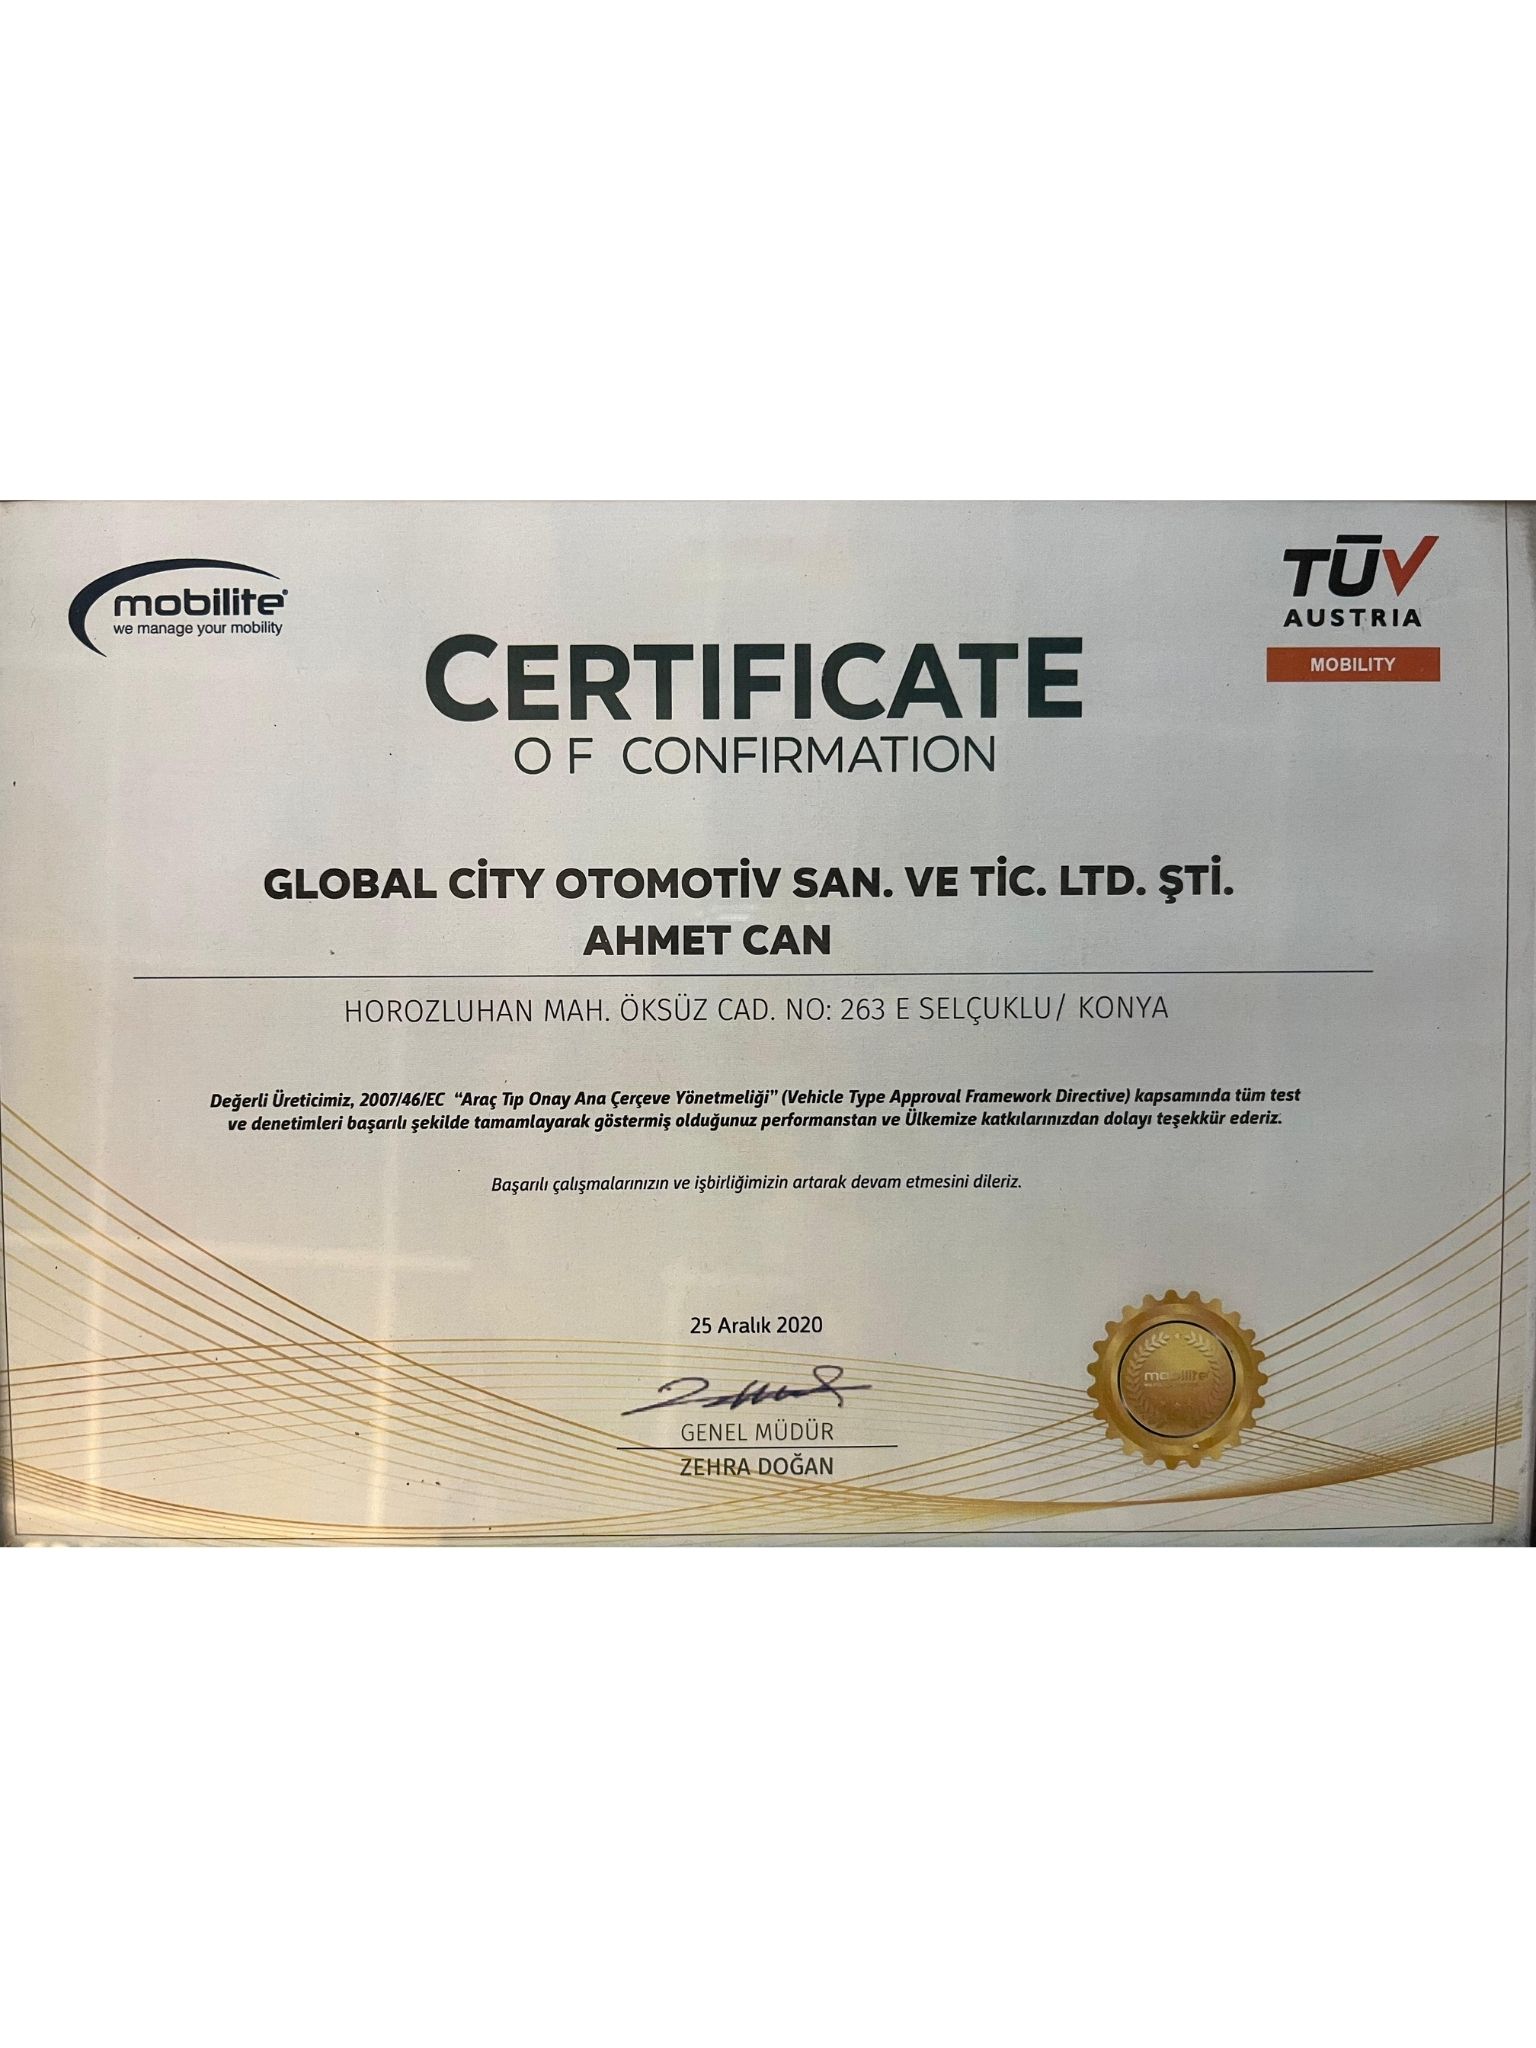 mobilite
we manage your mobility
TÜV
AUSTRIA
MOBILITY
CERTIFICATE
OF CONFIRMATION
GLOBAL CİTY OTOMOTİV SAN. VE TİC. LTD. ŞTİ.
AHMET CAN
HOROZLUHAN MAH. ÖKSÜZ CAD. NO: 263 E SELÇUKLU/ KONYA
Değerli Üreticimiz, 2007/46/EC "Araç Tıp Onay Ana Çerçeve Yönetmeliği" (Vehicle Type Approval Framework Directive) kapsamında tüm test
ve denetimleri başarılı şekilde tamamlayarak göstermiş olduğunuz performanstan ve Ülkemize katkılarınızdan dolayı teşekkür ederiz.
Başarılı çalışmalarınızın ve işbirliğimizin artarak devam etmesini dileriz.
25 Aralık 2020
GENEL MÜDÜR
ZEHRA DOĞAN
mobilite